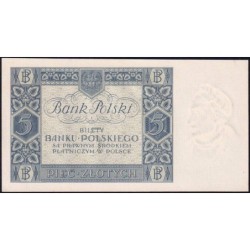 Bank Polski
5 5
BILETY
BANKU POLSKIEGO
SĄ PRAWNYM ŚRODKIEM
PŁATNICZYM W POLSCE
PIĘĆ ZŁOTYCH